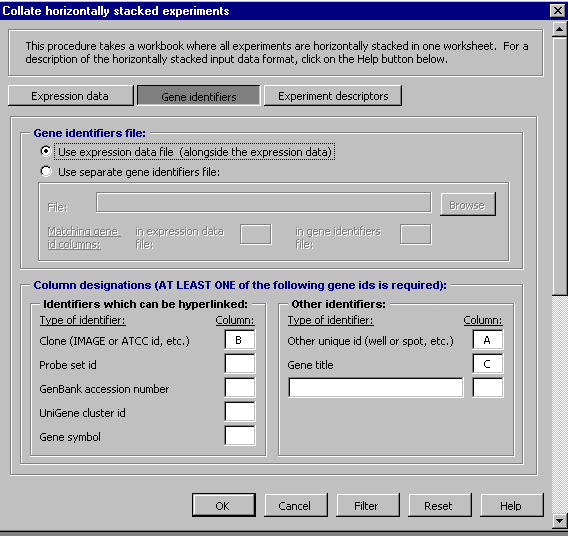 Collate horizontally stacked experiments
This procedure takes a workbook where all experiments are horizontally stacked in one worksheet. For a
description of the horizontally stacked input data format, click on the Help button below.
Expression data Gene identifiers Experiment descriptors
Gene identifiers file:
Use expression data file (alongside the expression data)
Use separate gene identifiers file:
File: Browse
Matching gene in expression data in gene identifiers
id columns: file: file:
Column designations (AT LEAST ONE of the following gene ids is required):
Identifiers which can be hyperlinked: Other identifiers:
Type of identifier: Column: Type of identifier: Column:
Clone (IMAGE or ATCC id, etc.) B Other unique id (well or spot, etc.) A
Probe set id Gene title C
GenBank accession number
UniGene cluster id
Gene symbol
OK Cancel Filter Reset Help